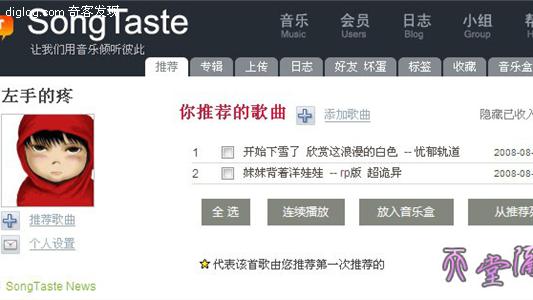 diglog.com 奇客发现
SongTaste
让我们用音乐倾听彼此
音乐 会员 日志 小组
Music Users Blog Group
推荐 专辑 上传 日志 好友 坏蛋 标签 收藏 音乐盒
左手的疼
你推荐的歌曲 添加歌曲 隐藏已收入
1 开始下雪了 欣赏这浪漫的白色 -- 忧郁轨道 2008-08-
2 妹妹背着洋娃娃 -- rp版 超诡异 2008-08-
全 选 连续播放 放入音乐盒 从推荐
推荐歌曲
个人设置
代表该首歌由您推荐第一次推荐的
天堂
SongTaste News